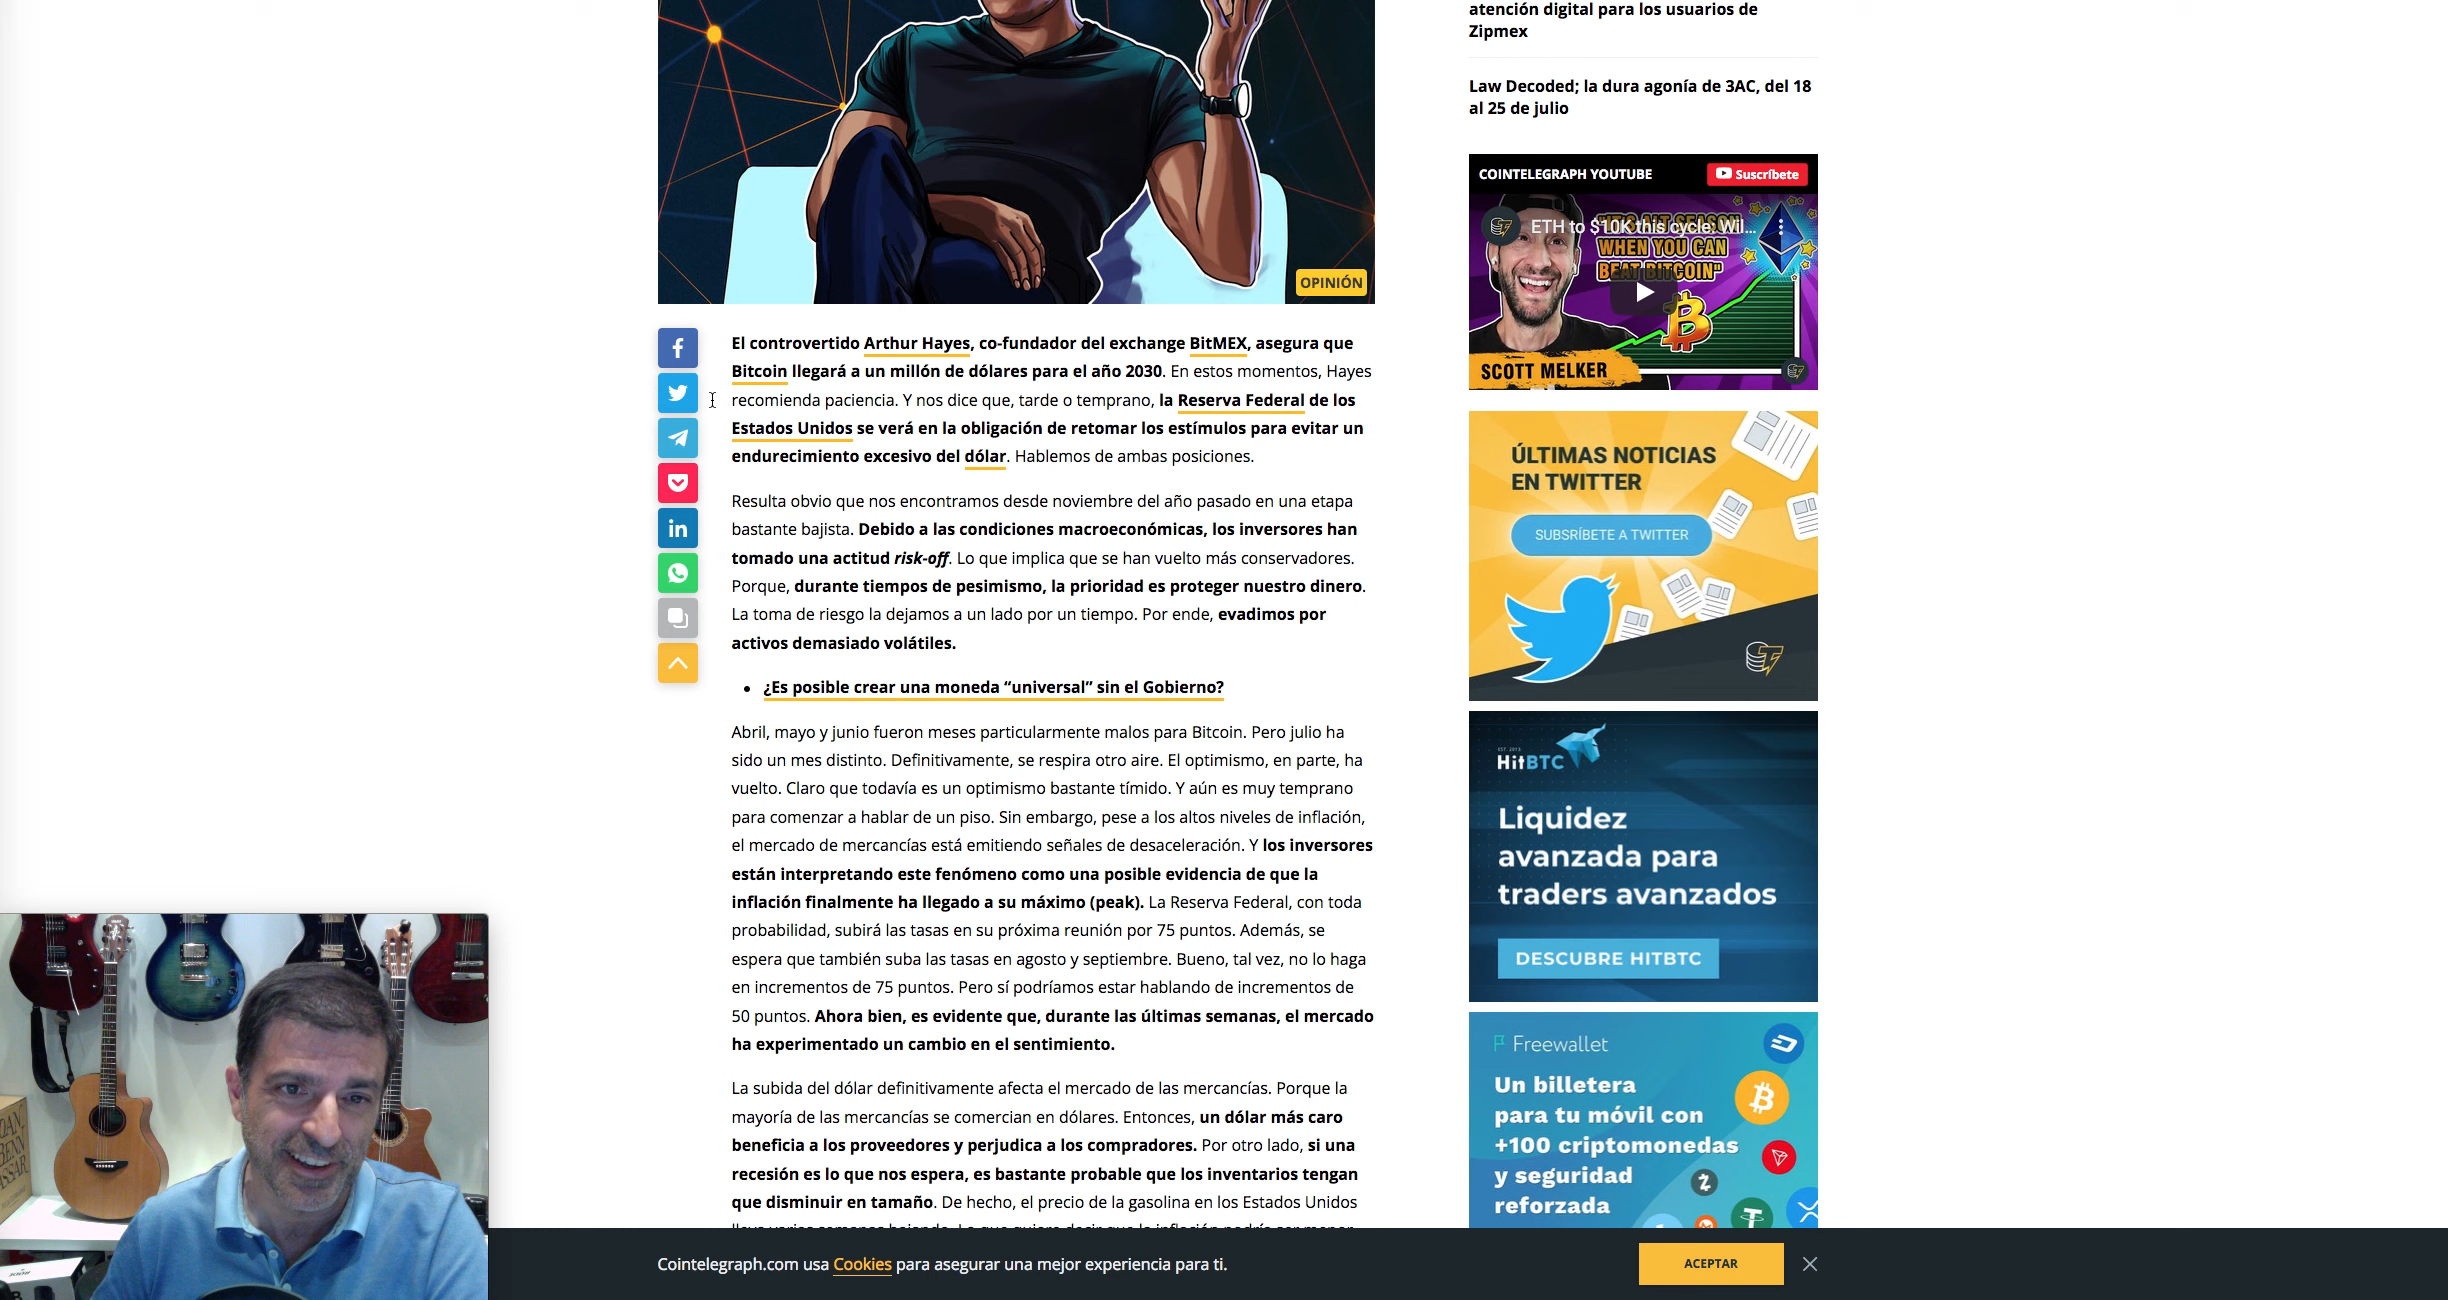 atención digital para los usuarios de
Zipmex
Law Decoded; la dura agonía de 3AC, del 18
al 25 de julio
COINTELEGRAPH YOUTUBE
Suscríbete
ETH to $10K this cycle: Wil...
"IT'S ALT SEASON
WHEN YOU CAN
BEAT BITCOIN"
SCOTT MELKER
OPINIÓN
El controvertido Arthur Hayes, co-fundador del exchange BitMEX, asegura que
Bitcoin llegará a un millón de dólares para el año 2030. En estos momentos, Hayes
recomienda paciencia. Y nos dice que, tarde o temprano, la Reserva Federal de los
Estados Unidos se verá en la obligación de retomar los estímulos para evitar un
endurecimiento excesivo del dólar. Hablemos de ambas posiciones.
Resulta obvio que nos encontramos desde noviembre del año pasado en una etapa
bastante bajista. Debido a las condiciones macroeconómicas, los inversores han
tomado una actitud risk-off. Lo que implica que se han vuelto más conservadores.
Porque, durante tiempos de pesimismo, la prioridad es proteger nuestro dinero.
La toma de riesgo la dejamos a un lado por un tiempo. Por ende, evadimos por
activos demasiado volátiles.
• ¿Es posible crear una moneda “universal” sin el Gobierno?
Abril, mayo y junio fueron meses particularmente malos para Bitcoin. Pero julio ha
sido un mes distinto. Definitivamente, se respira otro aire. El optimismo, en parte, ha
vuelto. Claro que todavía es un optimismo bastante tímido. Y aún es muy temprano
para comenzar a hablar de un piso. Sin embargo, pese a los altos niveles de inflación,
el mercado de mercancías está emitiendo señales de desaceleración. Y los inversores
están interpretando este fenómeno como una posible evidencia de que la
inflación finalmente ha llegado a su máximo (peak). La Reserva Federal, con toda
probabilidad, subirá las tasas en su próxima reunión por 75 puntos. Además, se
espera que también suba las tasas en agosto y septiembre. Bueno, tal vez, no lo haga
en incrementos de 75 puntos. Pero sí podríamos estar hablando de incrementos de
50 puntos. Ahora bien, es evidente que, durante las últimas semanas, el mercado
ha experimentado un cambio en el sentimiento.
La subida del dólar definitivamente afecta el mercado de las mercancías. Porque la
mayoría de las mercancías se comercian en dólares. Entonces, un dólar más caro
beneficia a los proveedores y perjudica a los compradores. Por otro lado, si una
recesión es lo que nos espera, es bastante probable que los inventarios tengan
que disminuir en tamaño. De hecho, el precio de la gasolina en los Estados Unidos
ÚLTIMAS NOTICIAS
EN TWITTER
SUBSRÍBETE A TWITTER
EST. 2013
HitBTC
Liquidez
avanzada para
traders avanzados
DESCUBRE HITBTC
Freewallet
Un billetera
para tu móvil con
+100 criptomonedas
y seguridad
reforzada
Cointelegraph.com usa Cookies para asegurar una mejor experiencia para ti.
ACEPTAR